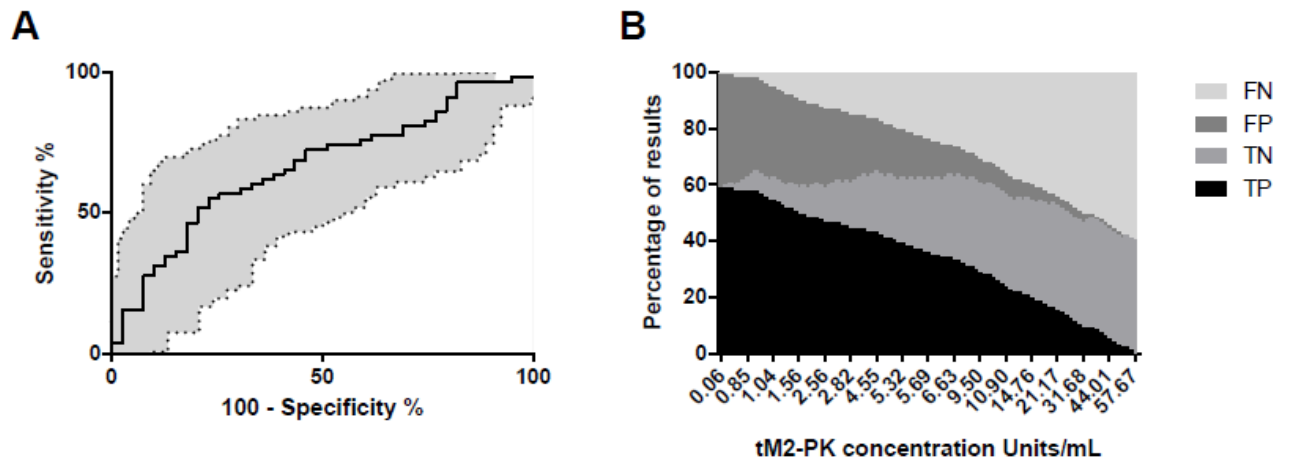 A
100
50
0
Sensitivity %
0 50 100
100 - Specificity %
B
100
80
60
40
20
0
Percentage of results
0.06 0.85 1.04 1.56 2.56 2.82 4.55 5.32 5.69 6.63 9.50 10.90 14.76 21.17 31.68 44.01 57.67
tM2-PK concentration Units/mL
FN
FP
TN
TP